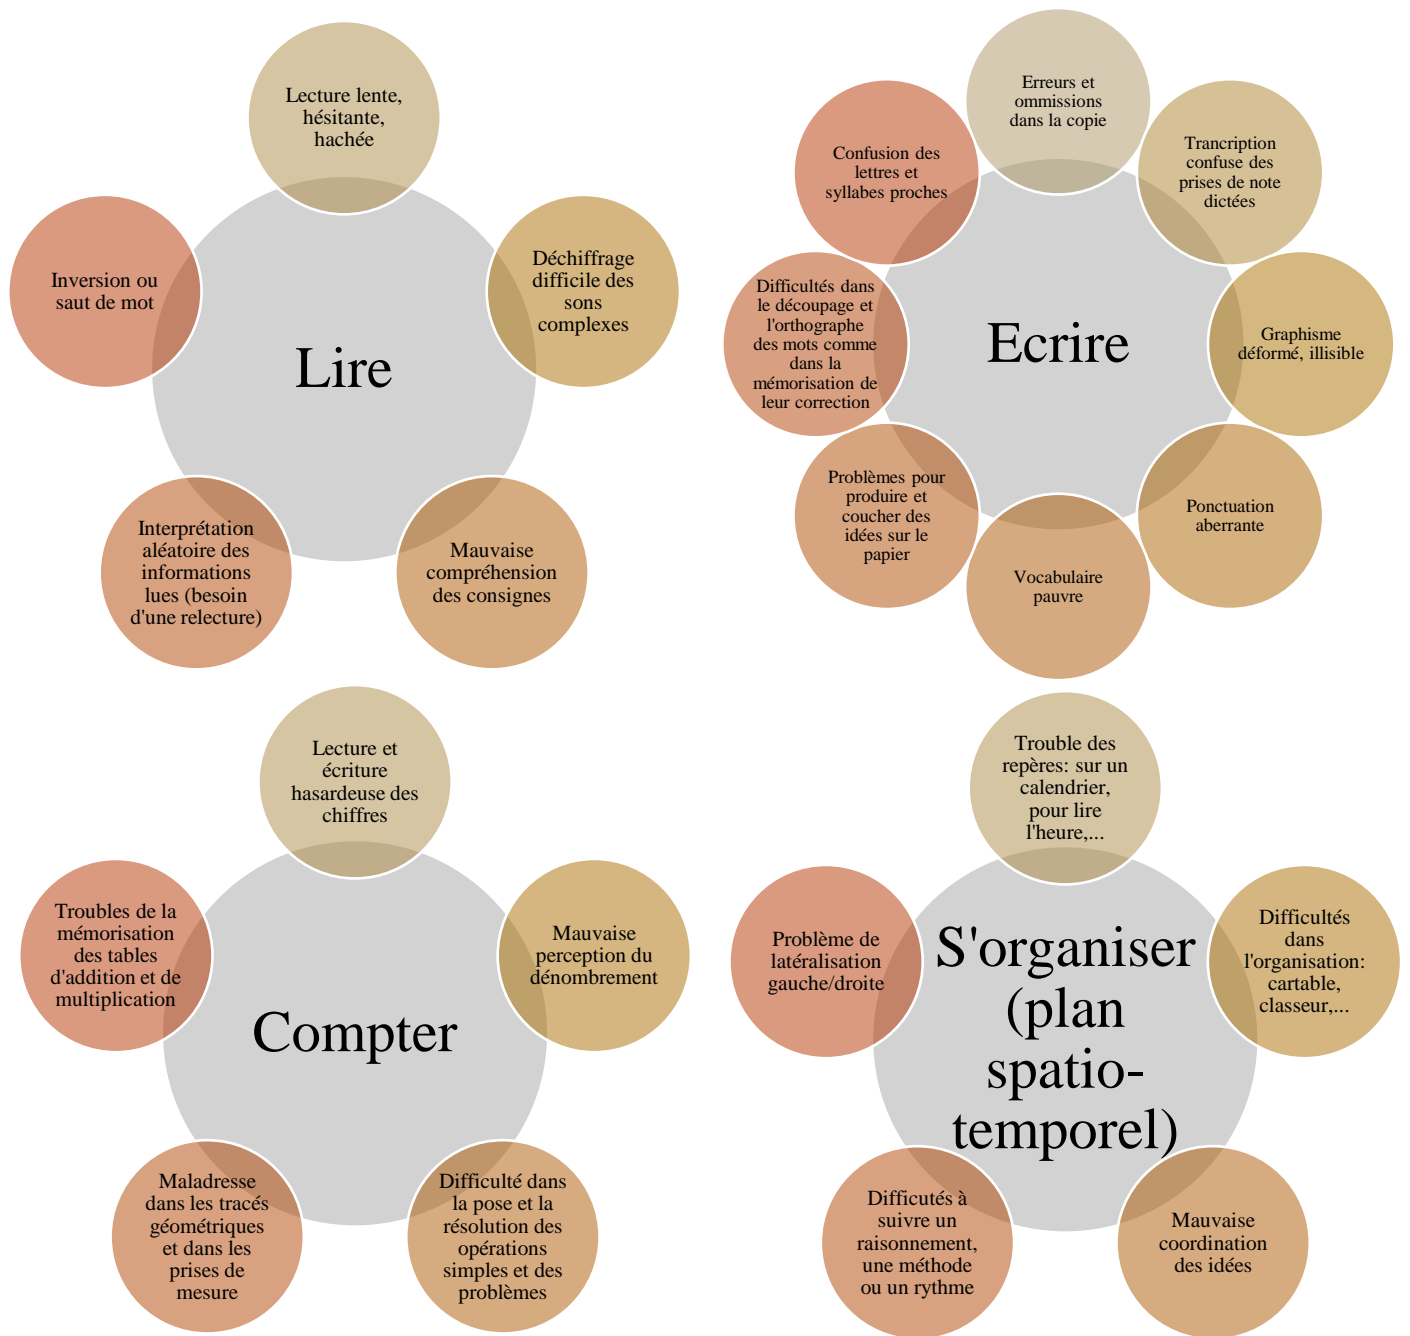 Lecture lente,
hésitante,
hachée
Inversion ou
saut de mot
Déchiffrage
difficile des
sons
complexes
Lire
Interprétation
aléatoire des
informations
lues (besoin
d'une relecture)
Mauvaise
compréhension
des consignes
Erreurs et
ommissions
dans la copie
Confusion des
lettres et
syllabes proches
Trancription
confuse des
prises de note
dictées
Difficultés dans
le découpage et
l'orthographe
des mots comme
dans la
mémorisation de
leur correction
Ecrire
Graphisme
déformé, illisible
Problèmes pour
produire et
coucher des
idées sur le
papier
Vocabulaire
pauvre
Ponctuation
aberrante
Lecture et
écriture
hasardeuse des
chiffres
Troubles de la
mémorisation
des tables
d'addition et de
multiplication
Mauvaise
perception du
dénombrement
Compter
Maladresse
dans les tracés
géométriques
et dans les
prises de
mesure
Difficulté dans
la pose et la
résolution des
opérations
simples et des
problèmes
Trouble des
repères: sur un
calendrier,
pour lire
l'heure,...
Problème de
latéralisation
gauche/droite
S'organiser
(plan
spatio-
temporel)
Difficultés
dans
l'organisation:
cartable,
classeur,...
Difficutés à
suivre un
raisonnement,
une méthode
ou un rythme
Mauvaise
coordination
des idées